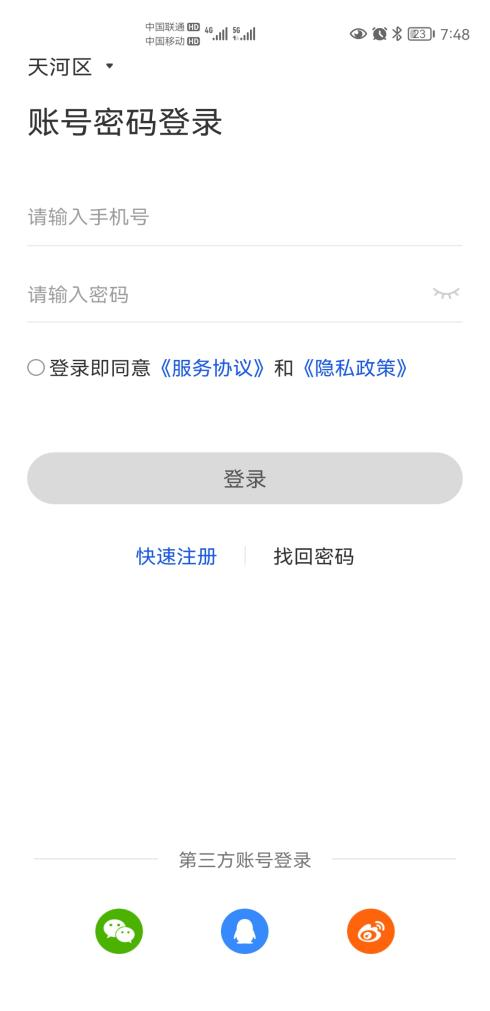 中国联通 HD 4G 5G
中国移动 HD
23 7:48
天河区
账号密码登录
请输入手机号
请输入密码
登录即同意《服务协议》和《隐私政策》
登录
快速注册
找回密码
第三方账号登录